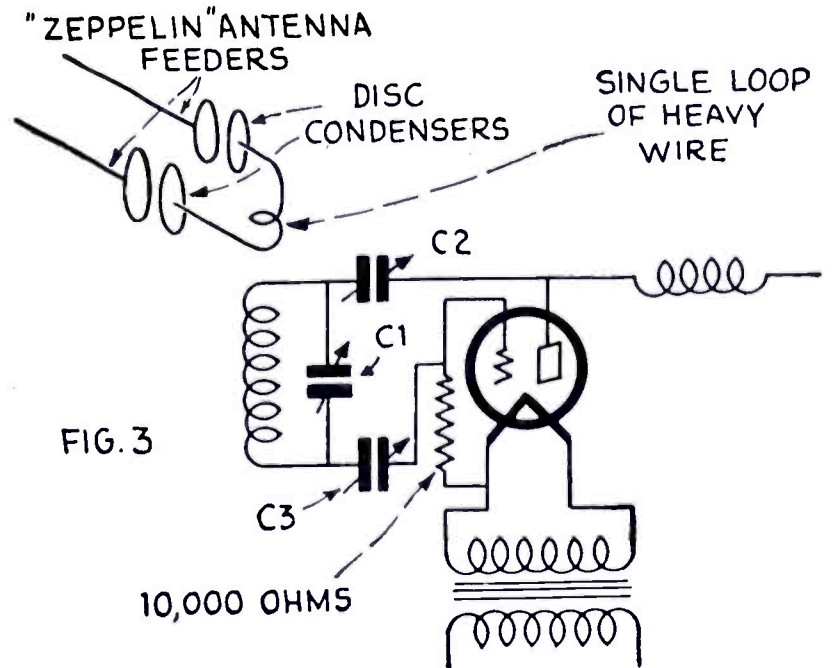 "ZEPPELIN" ANTENNA
FEEDERS
DISC
CONDENSERS
SINGLE LOOP
OF HEAVY
WIRE
C2
C1
FIG. 3
C3
10,000 OHMS